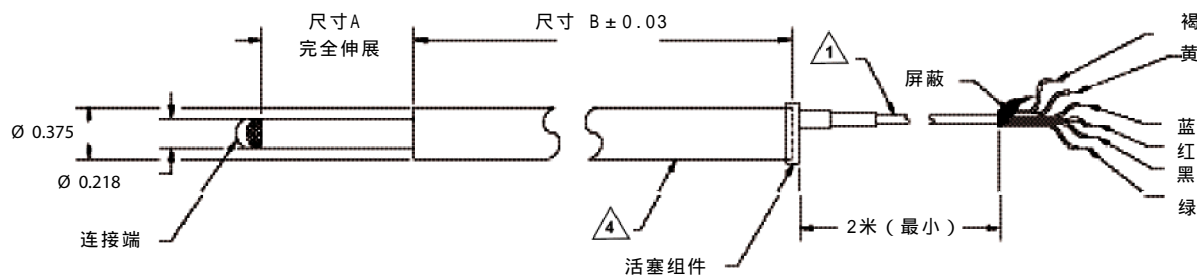 尺寸A
完全伸展
尺寸 B±0.03
1
屏蔽
褐
黄
蓝
红
黑
绿
Ø 0.375
Ø 0.218
连接端
4
活塞组件
2米（最小）